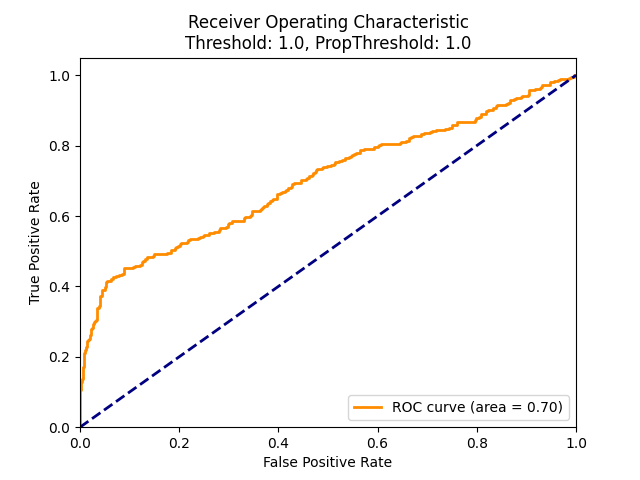 Receiver Operating Characteristic
Threshold: 1.0, PropThreshold: 1.0
1.0
0.8
0.6
0.4
0.2
0.0
True Positive Rate
ROC curve (area = 0.70)
0.0 0.2 0.4 0.6 0.8 1.0
False Positive Rate